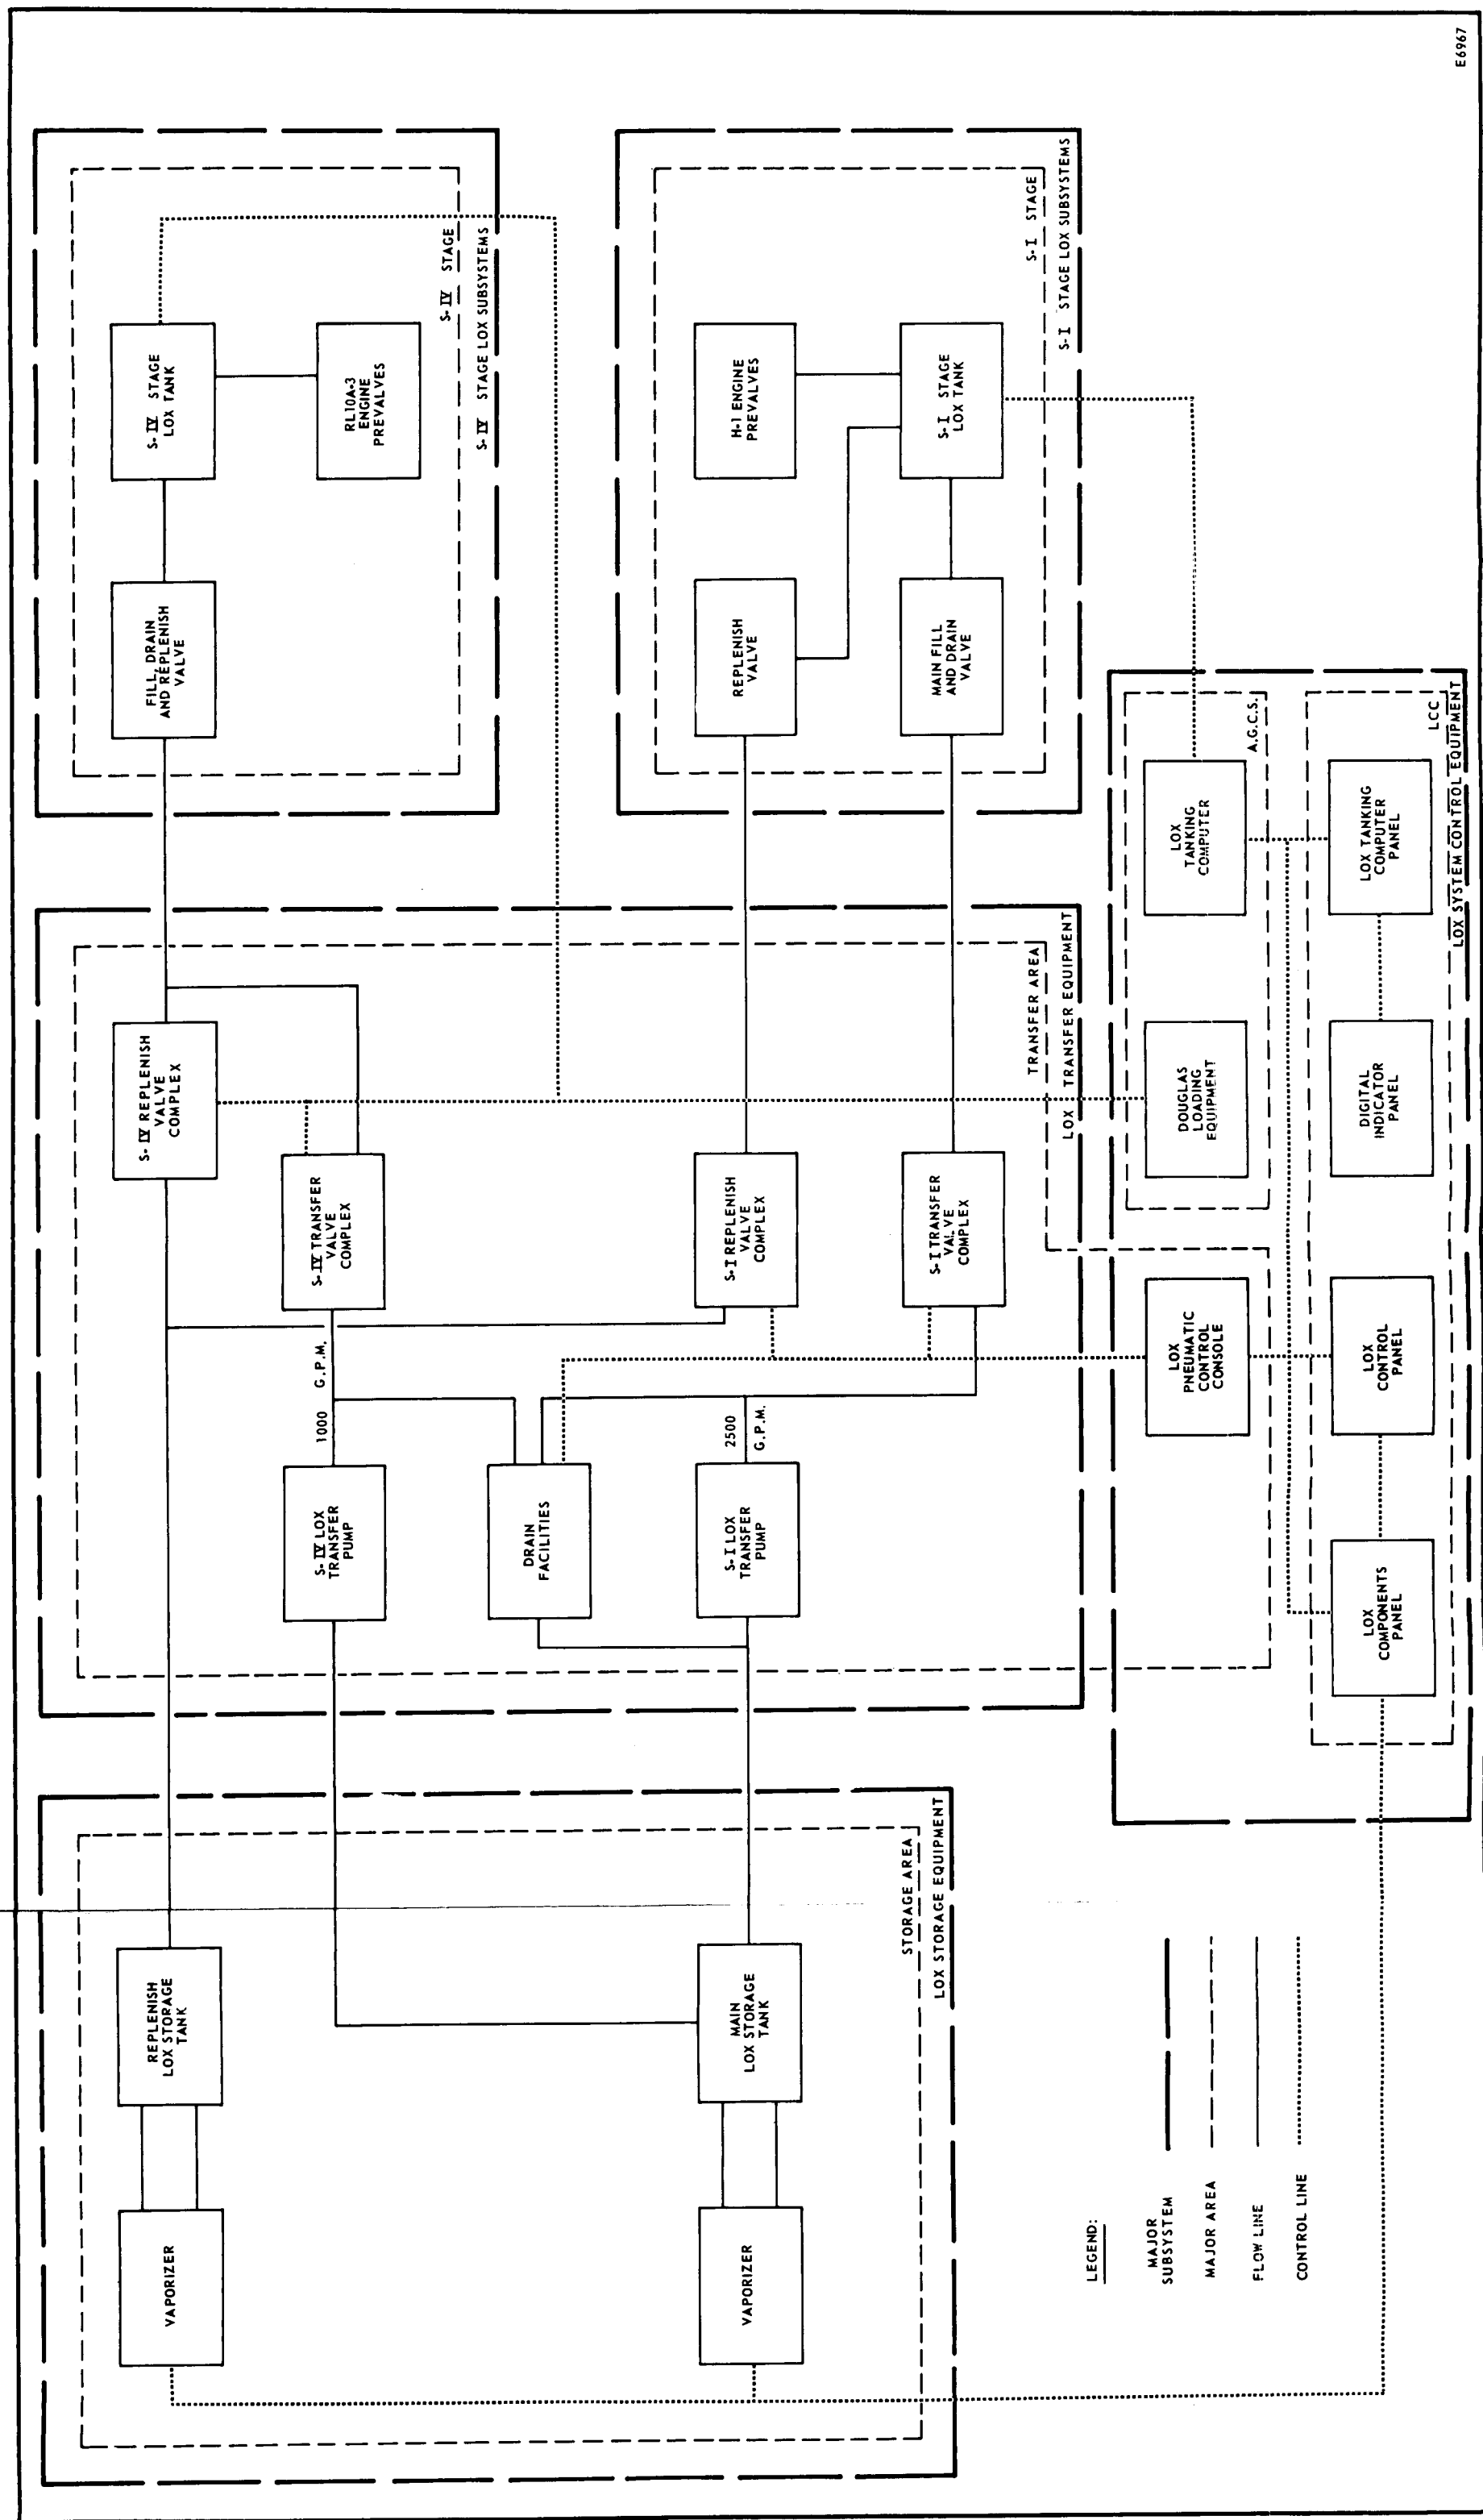 VAPORIZER
REPLENISH
LOX STORAGE
TANK
VAPORIZER
MAIN
LOX STORAGE
TANK
STORAGE AREA
LOX STORAGE EQUIPMENT
S-IV LOX
TRANSFER
PUMP
1000 G.P.M.
S-IV TRANSFER
VALVE
COMPLEX
S-IV REPLENISH
VALVE
COMPLEX
DRAIN
FACILITIES
S-I LOX
TRANSFER
PUMP
2500
G.P.M.
S-I REPLENISH
VALVE
COMPLEX
S-I TRANSFER
VALVE
COMPLEX
TRANSFER AREA
LOX TRANSFER EQUIPMENT
FILL, DRAIN
AND REPLENISH
VALVE
S-IV STAGE
LOX TANK
RL10A-3
ENGINE
PREVALVES
S-IV STAGE
S-IV STAGE LOX SUBSYSTEMS
REPLENISH
VALVE
H-1 ENGINE
PREVALVES
MAIN FILL
AND DRAIN
VALVE
S-I STAGE
LOX TANK
S-I STAGE
S-I STAGE LOX SUBSYSTEMS
LOX
PNEUMATIC
CONTROL
CONSOLE
DOUGLAS
LOADING
EQUIPMENT
LOX
TANKING
COMPUTER
A.G.C.S.
LOX
COMPONENTS
PANEL
LOX
CONTROL
PANEL
DIGITAL
INDICATOR
PANEL
LOX TANKING
COMPUTER
PANEL
LCC
LOX SYSTEM CONTROL EQUIPMENT
LEGEND:
MAJOR
SUBSYSTEM
MAJOR AREA
FLOW LINE
CONTROL LINE
E6967